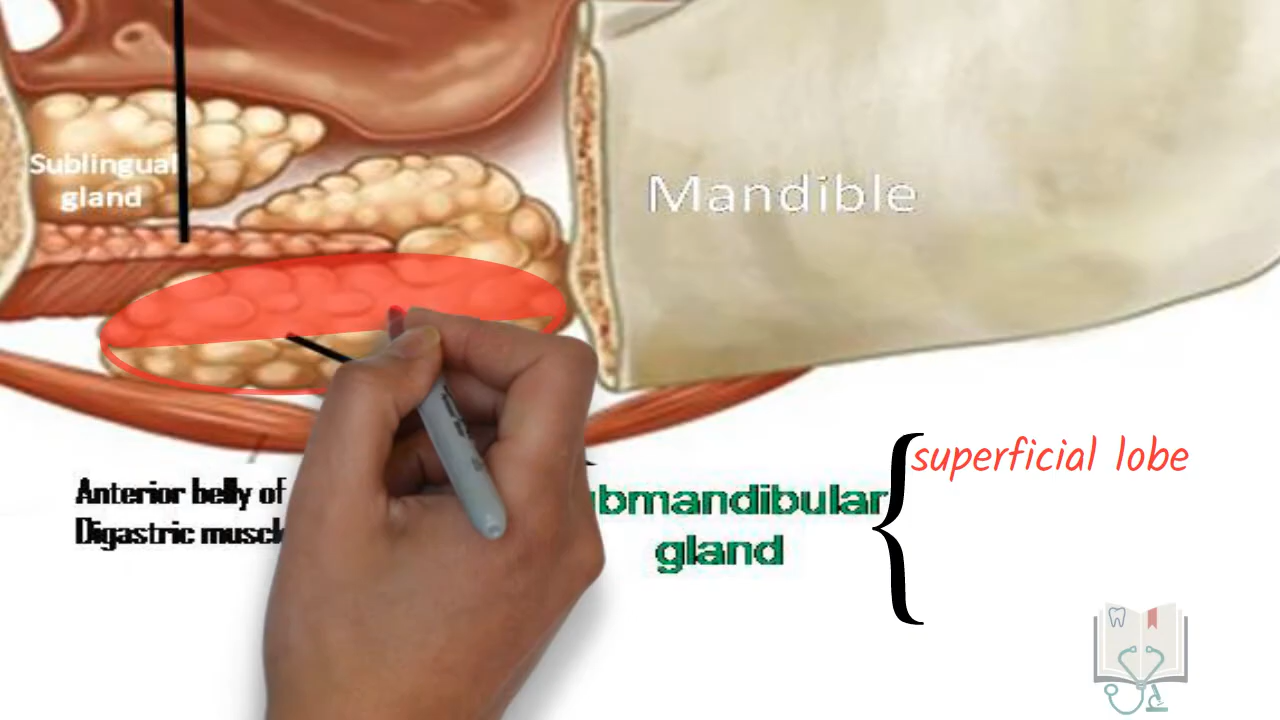 Sublingual
gland
Mandible
superficial lobe
Anterior belly of
Digastric muscle
submandibular
gland